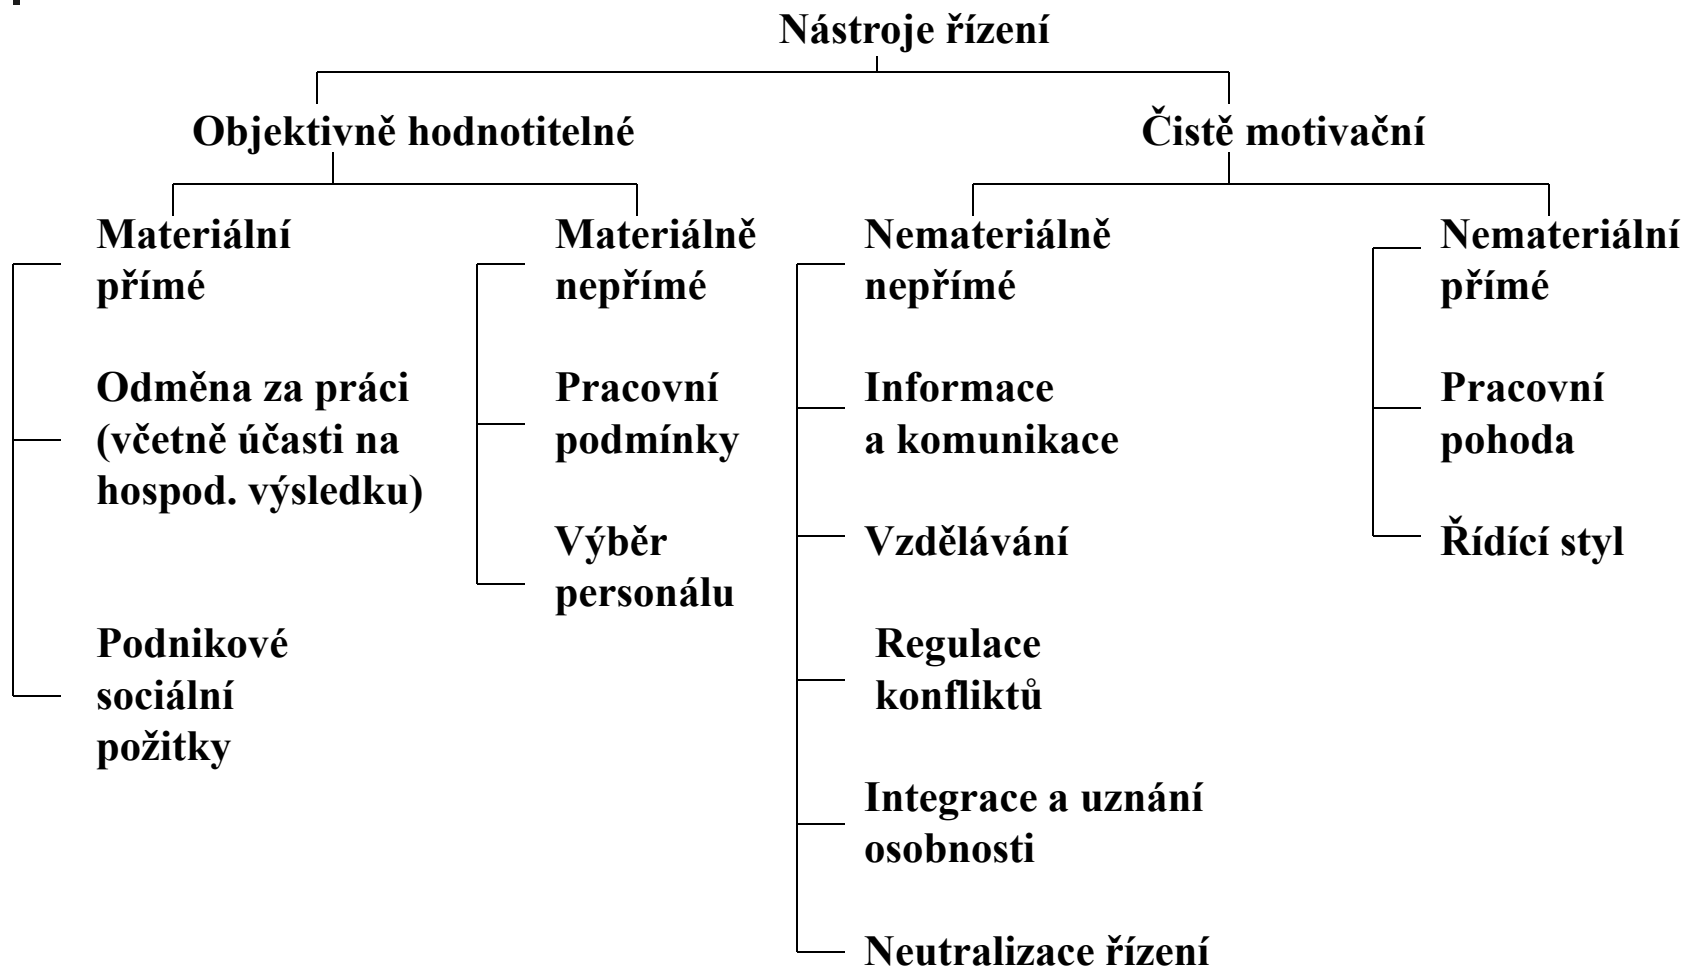 Nástroje řízení
Objektivně hodnotitelné
Čistě motivační
Materiální
přímé
Odměna za práci
(včetně účasti na
hospod. výsledku)
Podnikové
sociální
požitky
Materiálně
nepřímé
Pracovní
podmínky
Výběr
personálu
Nemateriálně
nepřímé
Informace
a komunikace
Vzdělávání
Regulace
konfliktů
Integrace a uznání
osobnosti
Neutralizace řízení
Nemateriální
přímé
Pracovní
pohoda
Řídící styl